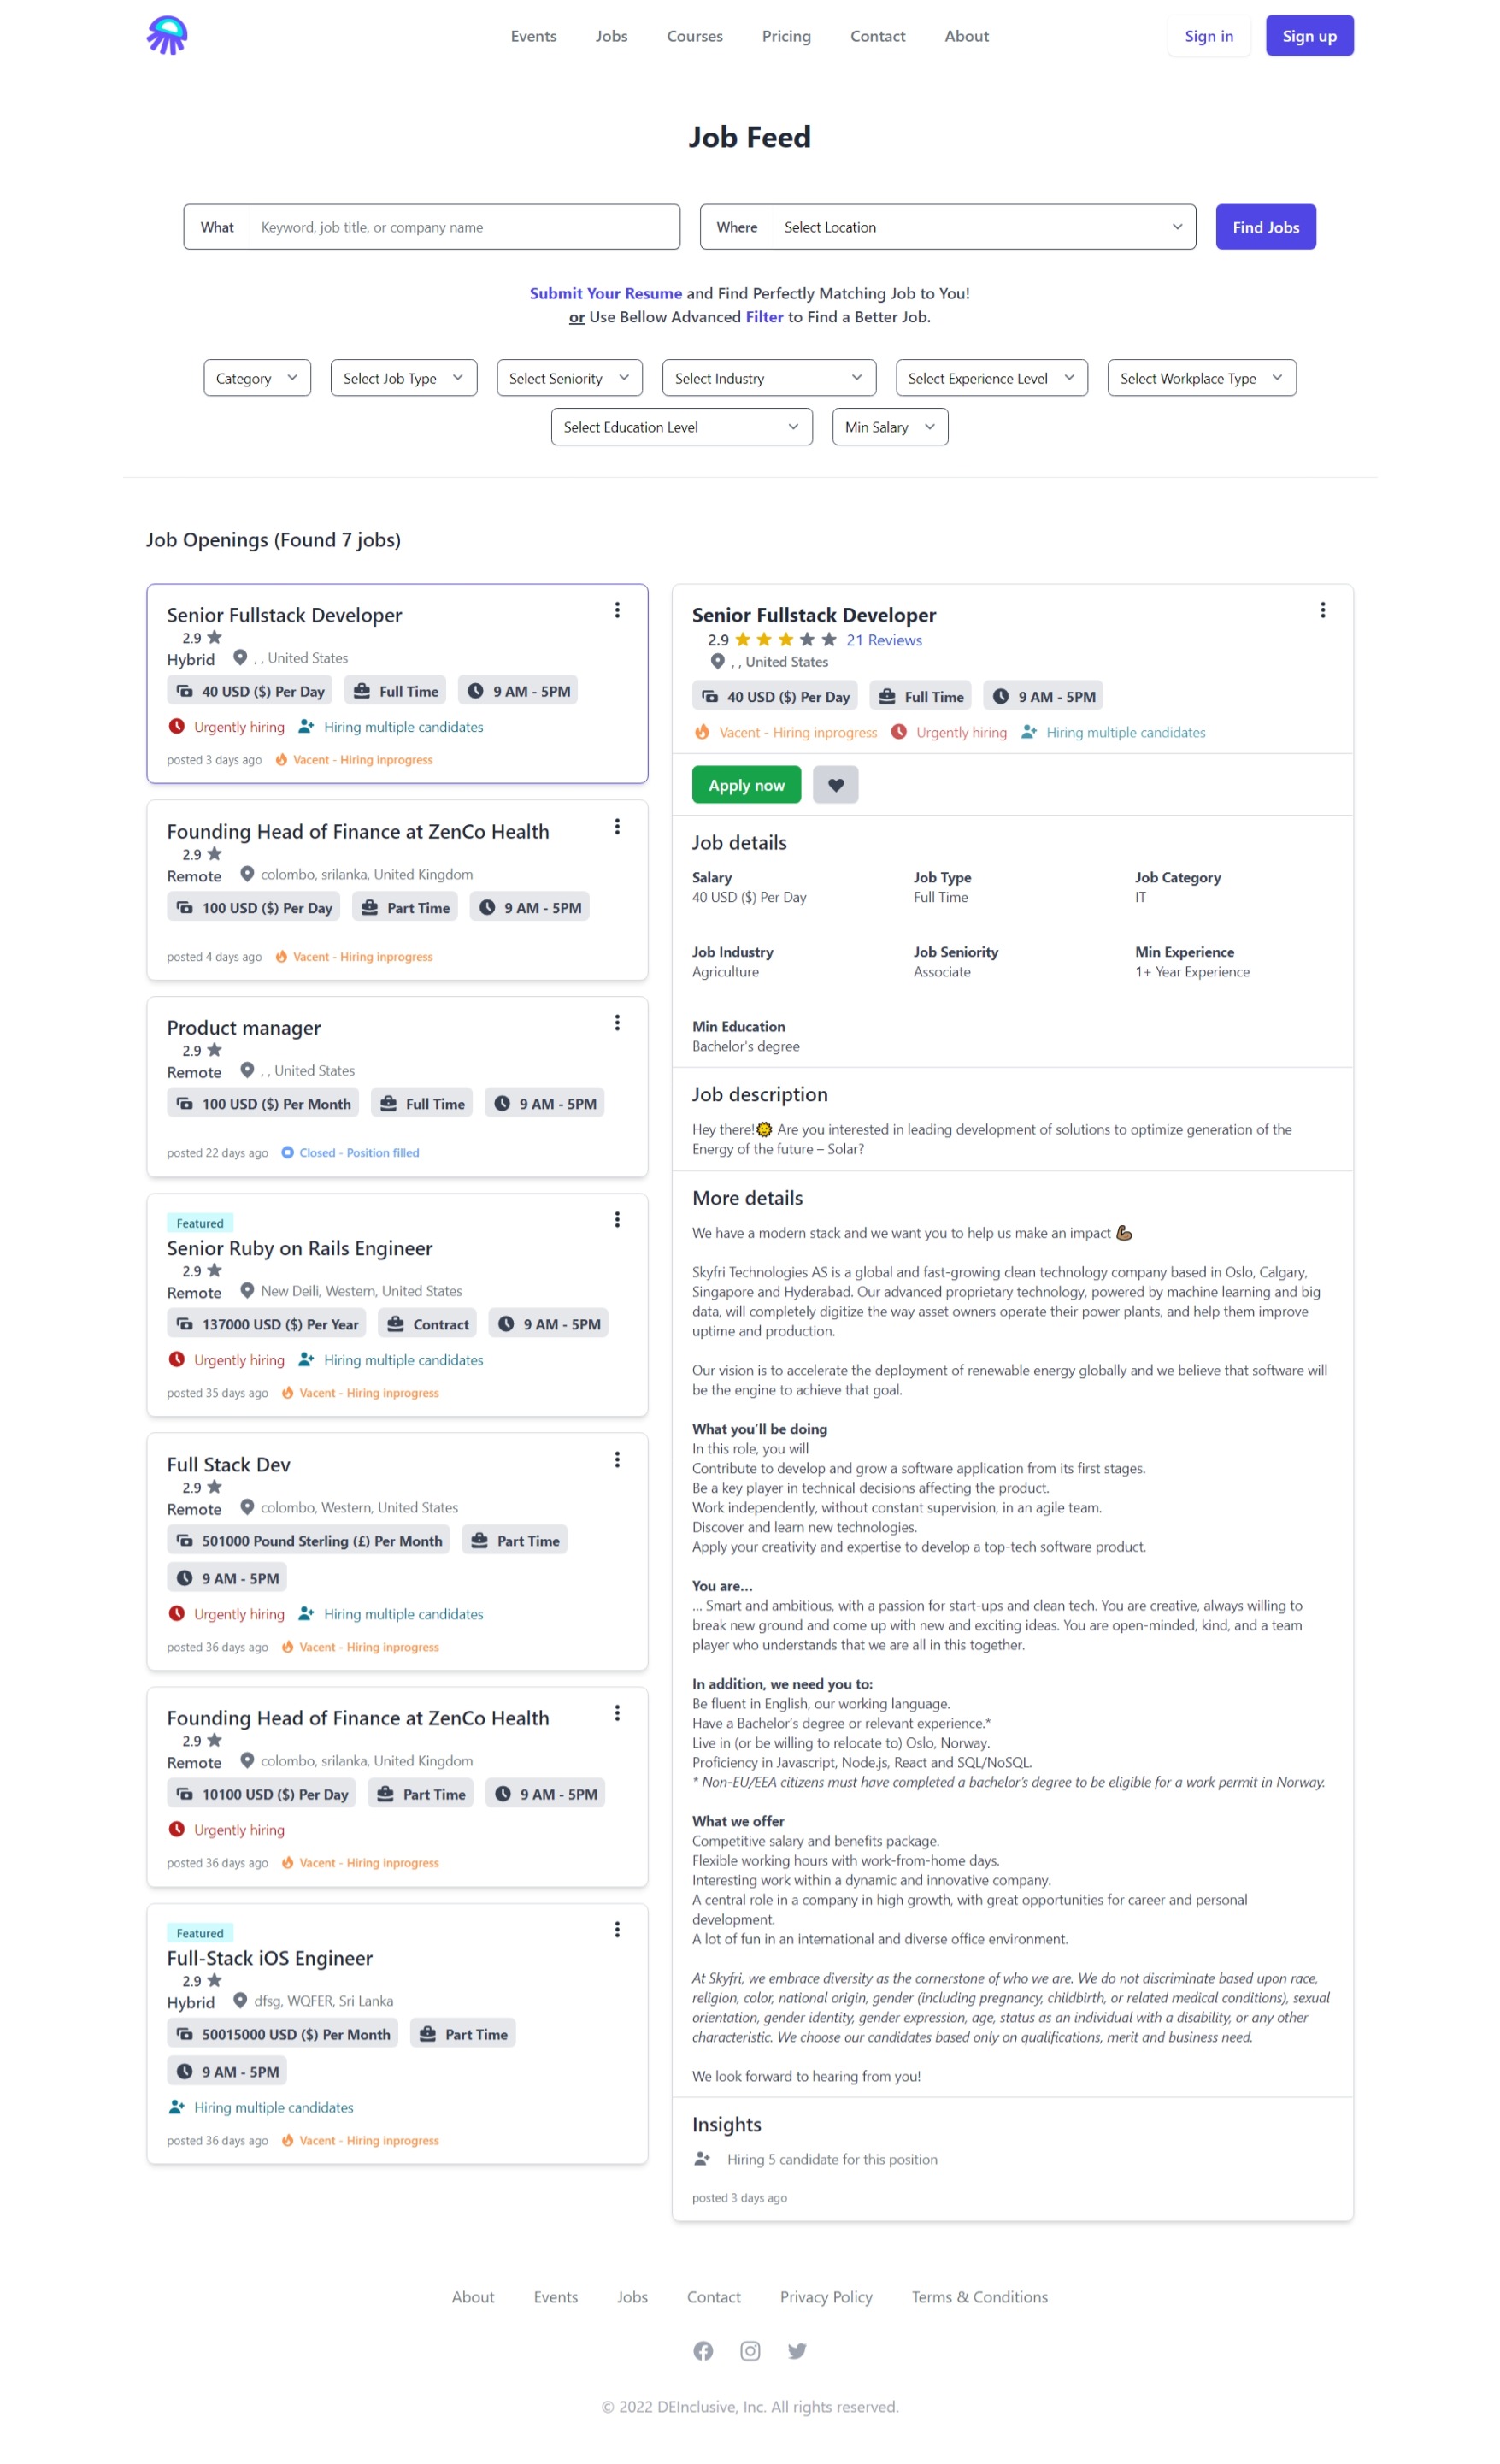 Events Jobs Courses Pricing Contact About Sign in Sign up
Job Feed
What Keyword, job title, or company name Where Select Location Find Jobs
Submit Your Resume and Find Perfectly Matching Job to You!
or Use Bellow Advanced Filter to Find a Better Job.
Category Select Job Type Select Seniority Select Industry Select Experience Level Select Workplace Type
Select Education Level Min Salary
Job Openings (Found 7 jobs)
Senior Fullstack Developer
2.9
Hybrid , , United States
40 USD ($) Per Day Full Time 9 AM - 5PM
Urgently hiring Hiring multiple candidates
posted 3 days ago Vacent - Hiring inprogress
Founding Head of Finance at ZenCo Health
2.9
Remote colombo, srilanka, United Kingdom
100 USD ($) Per Day Part Time 9 AM - 5PM
posted 4 days ago Vacent - Hiring inprogress
Product manager
2.9
Remote , , United States
100 USD ($) Per Month Full Time 9 AM - 5PM
posted 22 days ago Closed - Position filled
Featured
Senior Ruby on Rails Engineer
2.9
Remote New Deili, Western, United States
137000 USD ($) Per Year Contract 9 AM - 5PM
Urgently hiring Hiring multiple candidates
posted 35 days ago Vacent - Hiring inprogress
Full Stack Dev
2.9
Remote colombo, Western, United States
501000 Pound Sterling (£) Per Month Part Time
9 AM - 5PM
Urgently hiring Hiring multiple candidates
posted 36 days ago Vacent - Hiring inprogress
Founding Head of Finance at ZenCo Health
2.9
Remote colombo, srilanka, United Kingdom
10100 USD ($) Per Day Part Time 9 AM - 5PM
Urgently hiring
posted 36 days ago Vacent - Hiring inprogress
Featured
Full-Stack iOS Engineer
2.9
Hybrid dfsg, WQFER, Sri Lanka
50015000 USD ($) Per Month Part Time
9 AM - 5PM
Hiring multiple candidates
posted 36 days ago Vacent - Hiring inprogress
Senior Fullstack Developer
2.9 21 Reviews
, , United States
40 USD ($) Per Day Full Time 9 AM - 5PM
Vacent - Hiring inprogress Urgently hiring Hiring multiple candidates
Apply now
Job details
Salary Job Type Job Category
40 USD ($) Per Day Full Time IT
Job Industry Job Seniority Min Experience
Agriculture Associate 1+ Year Experience
Min Education
Bachelor's degree
Job description
Hey there!🌞 Are you interested in leading development of solutions to optimize generation of the
Energy of the future – Solar?
More details
We have a modern stack and we want you to help us make an impact 💪🏾
Skyfri Technologies AS is a global and fast-growing clean technology company based in Oslo, Calgary,
Singapore and Hyderabad. Our advanced proprietary technology, powered by machine learning and big
data, will completely digitize the way asset owners operate their power plants, and help them improve
uptime and production.
Our vision is to accelerate the deployment of renewable energy globally and we believe that software will
be the engine to achieve that goal.
What you'll be doing
In this role, you will
Contribute to develop and grow a software application from its first stages.
Be a key player in technical decisions affecting the product.
Work independently, without constant supervision, in an agile team.
Discover and learn new technologies.
Apply your creativity and expertise to develop a top-tech software product.
You are...
... Smart and ambitious, with a passion for start-ups and clean tech. You are creative, always willing to
break new ground and come up with new and exciting ideas. You are open-minded, kind, and a team
player who understands that we are all in this together.
In addition, we need you to:
Be fluent in English, our working language.
Have a Bachelor's degree or relevant experience.*
Live in (or be willing to relocate to) Oslo, Norway.
Proficiency in Javascript, Node.js, React and SQL/NoSQL.
* Non-EU/EEA citizens must have completed a bachelor's degree to be eligible for a work permit in Norway.
What we offer
Competitive salary and benefits package.
Flexible working hours with work-from-home days.
Interesting work within a dynamic and innovative company.
A central role in a company in high growth, with great opportunities for career and personal
development.
A lot of fun in an international and diverse office environment.
At Skyfri, we embrace diversity as the cornerstone of who we are. We do not discriminate based upon race,
religion, color, national origin, gender (including pregnancy, childbirth, or related medical conditions), sexual
orientation, gender identity, gender expression, age, status as an individual with a disability, or any other
characteristic. We choose our candidates based only on qualifications, merit and business need.
We look forward to hearing from you!
Insights
Hiring 5 candidate for this position
posted 3 days ago
About Events Jobs Contact Privacy Policy Terms & Conditions
© 2022 DEInclusive, Inc. All rights reserved.